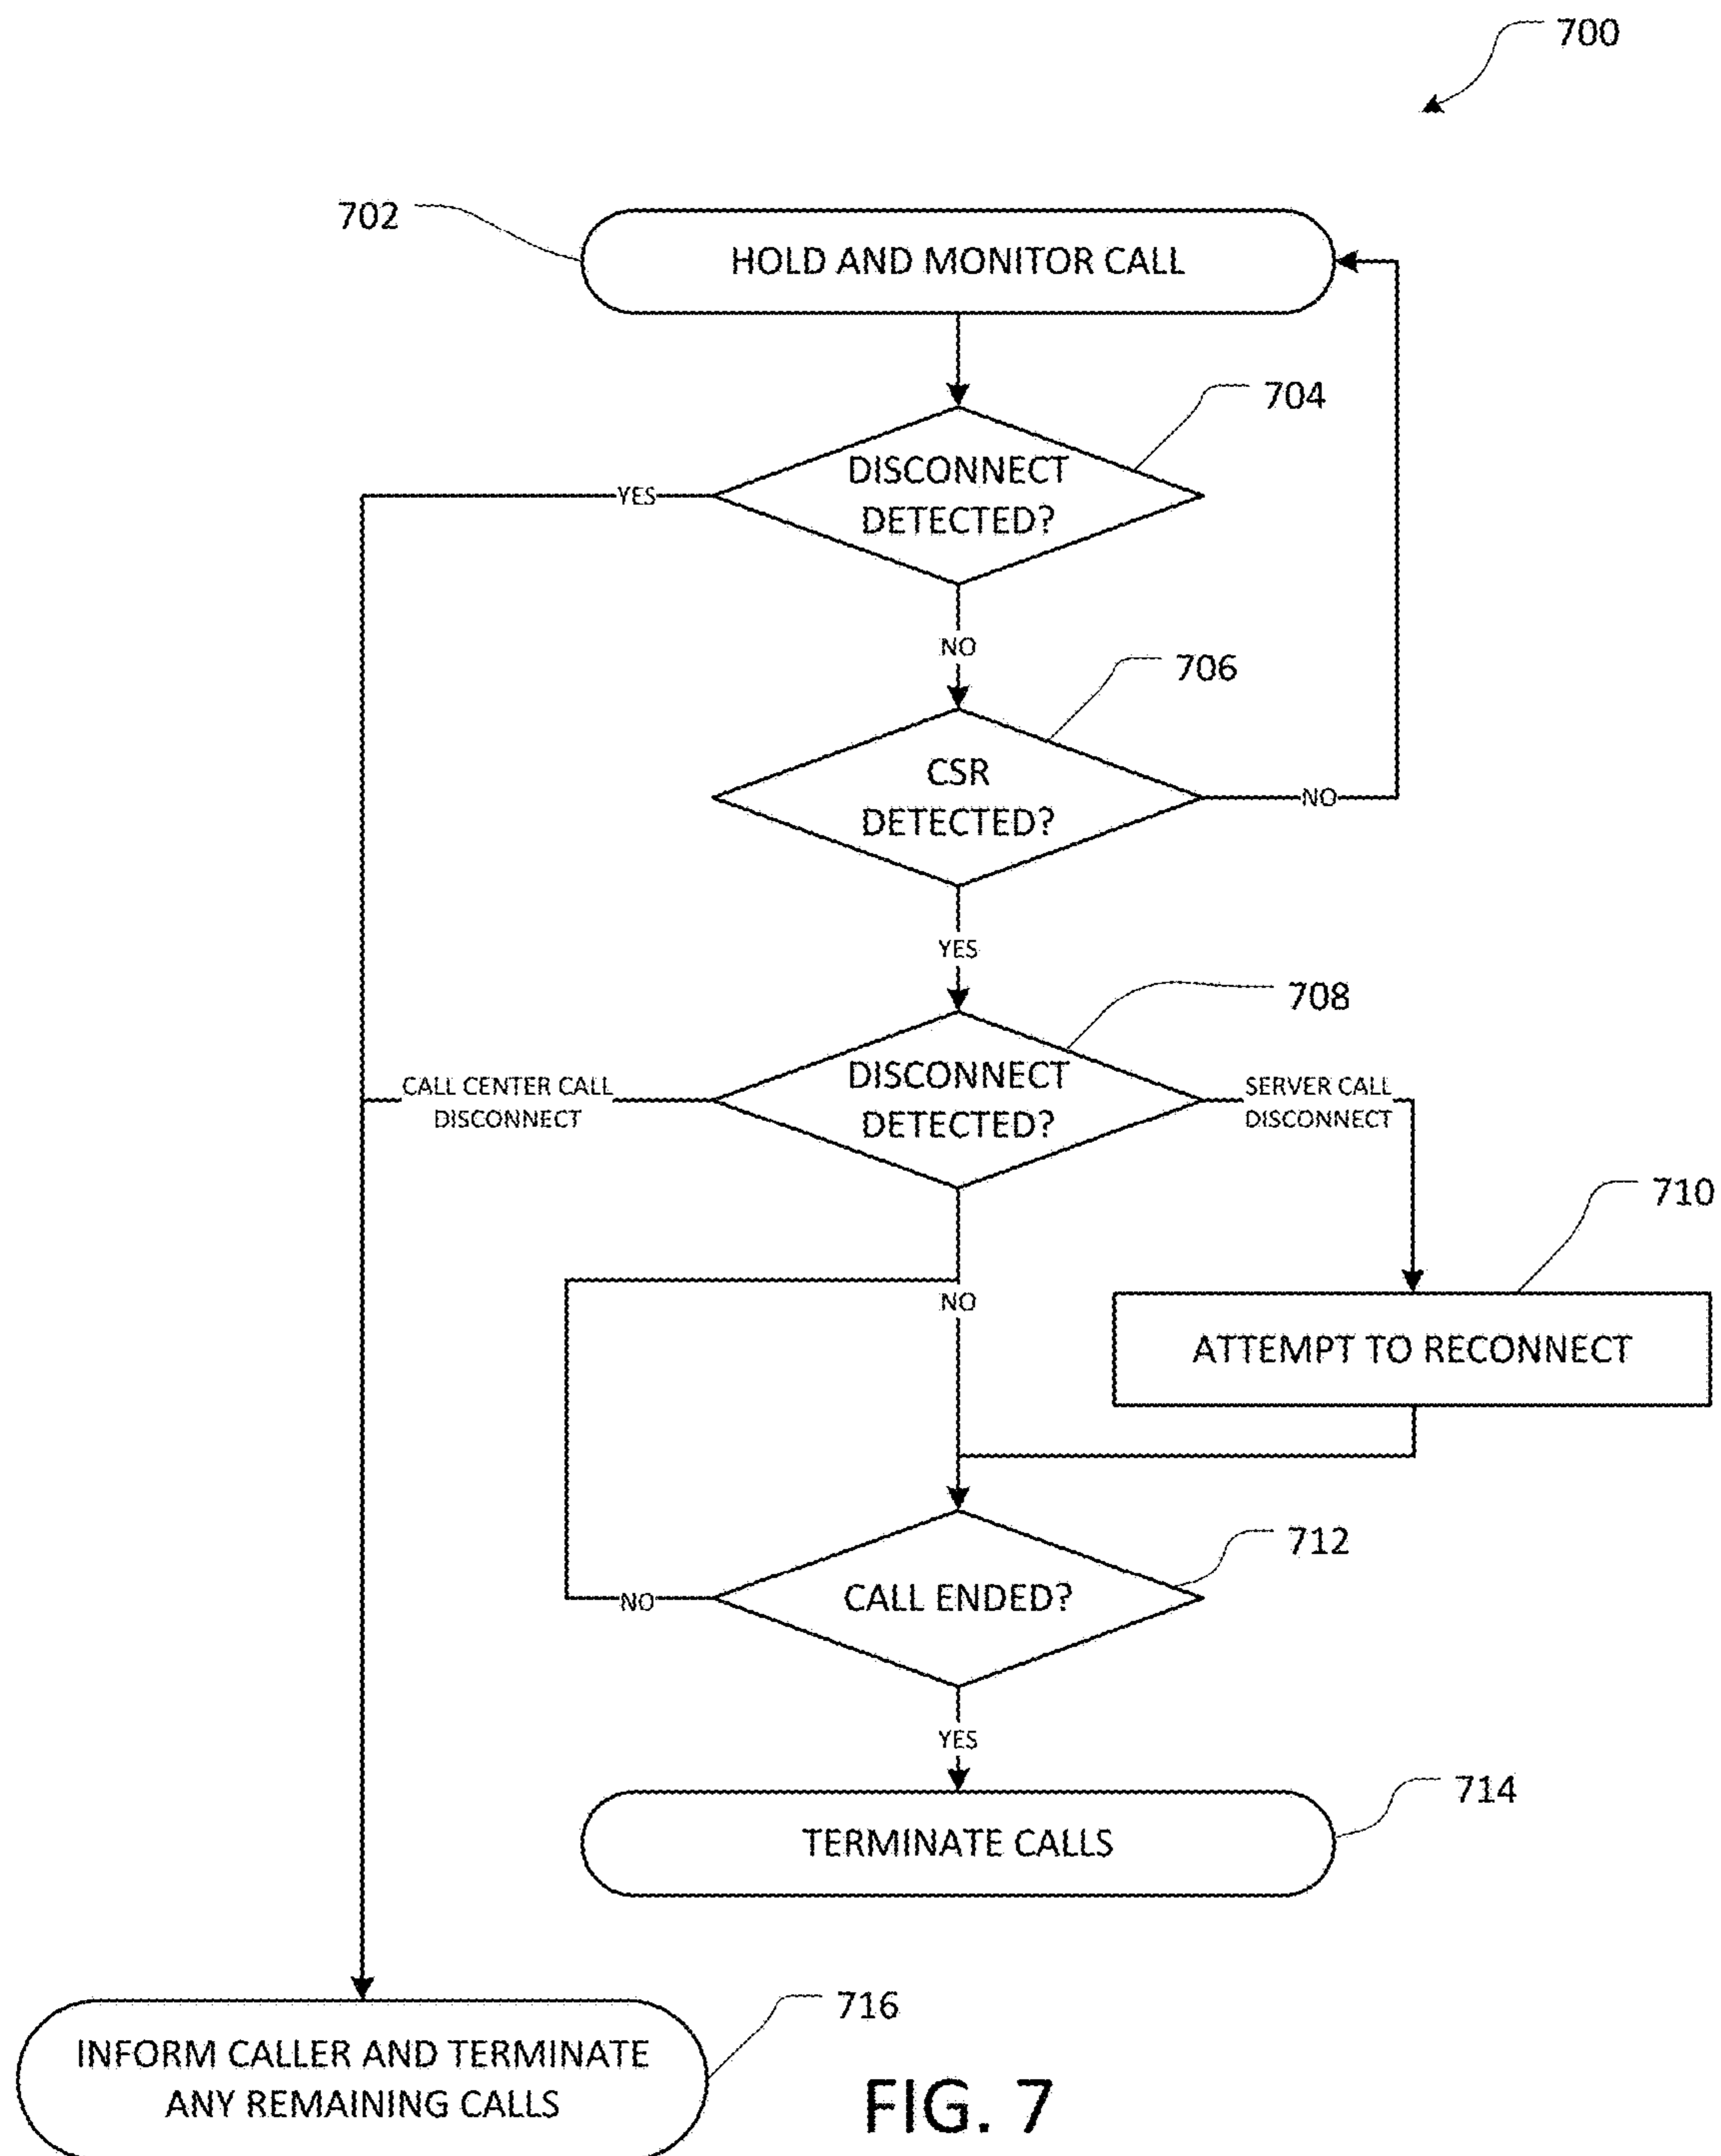 700
702
HOLD AND MONITOR CALL
704
DISCONNECT
DETECTED?
YES
NO
706
CSR
DETECTED?
NO
YES
708
DISCONNECT
DETECTED?
CALL CENTER CALL
DISCONNECT
SERVER CALL
DISCONNECT
710
NO
ATTEMPT TO RECONNECT
712
CALL ENDED?
NO
YES
714
TERMINATE CALLS
716
INFORM CALLER AND TERMINATE
ANY REMAINING CALLS
FIG. 7